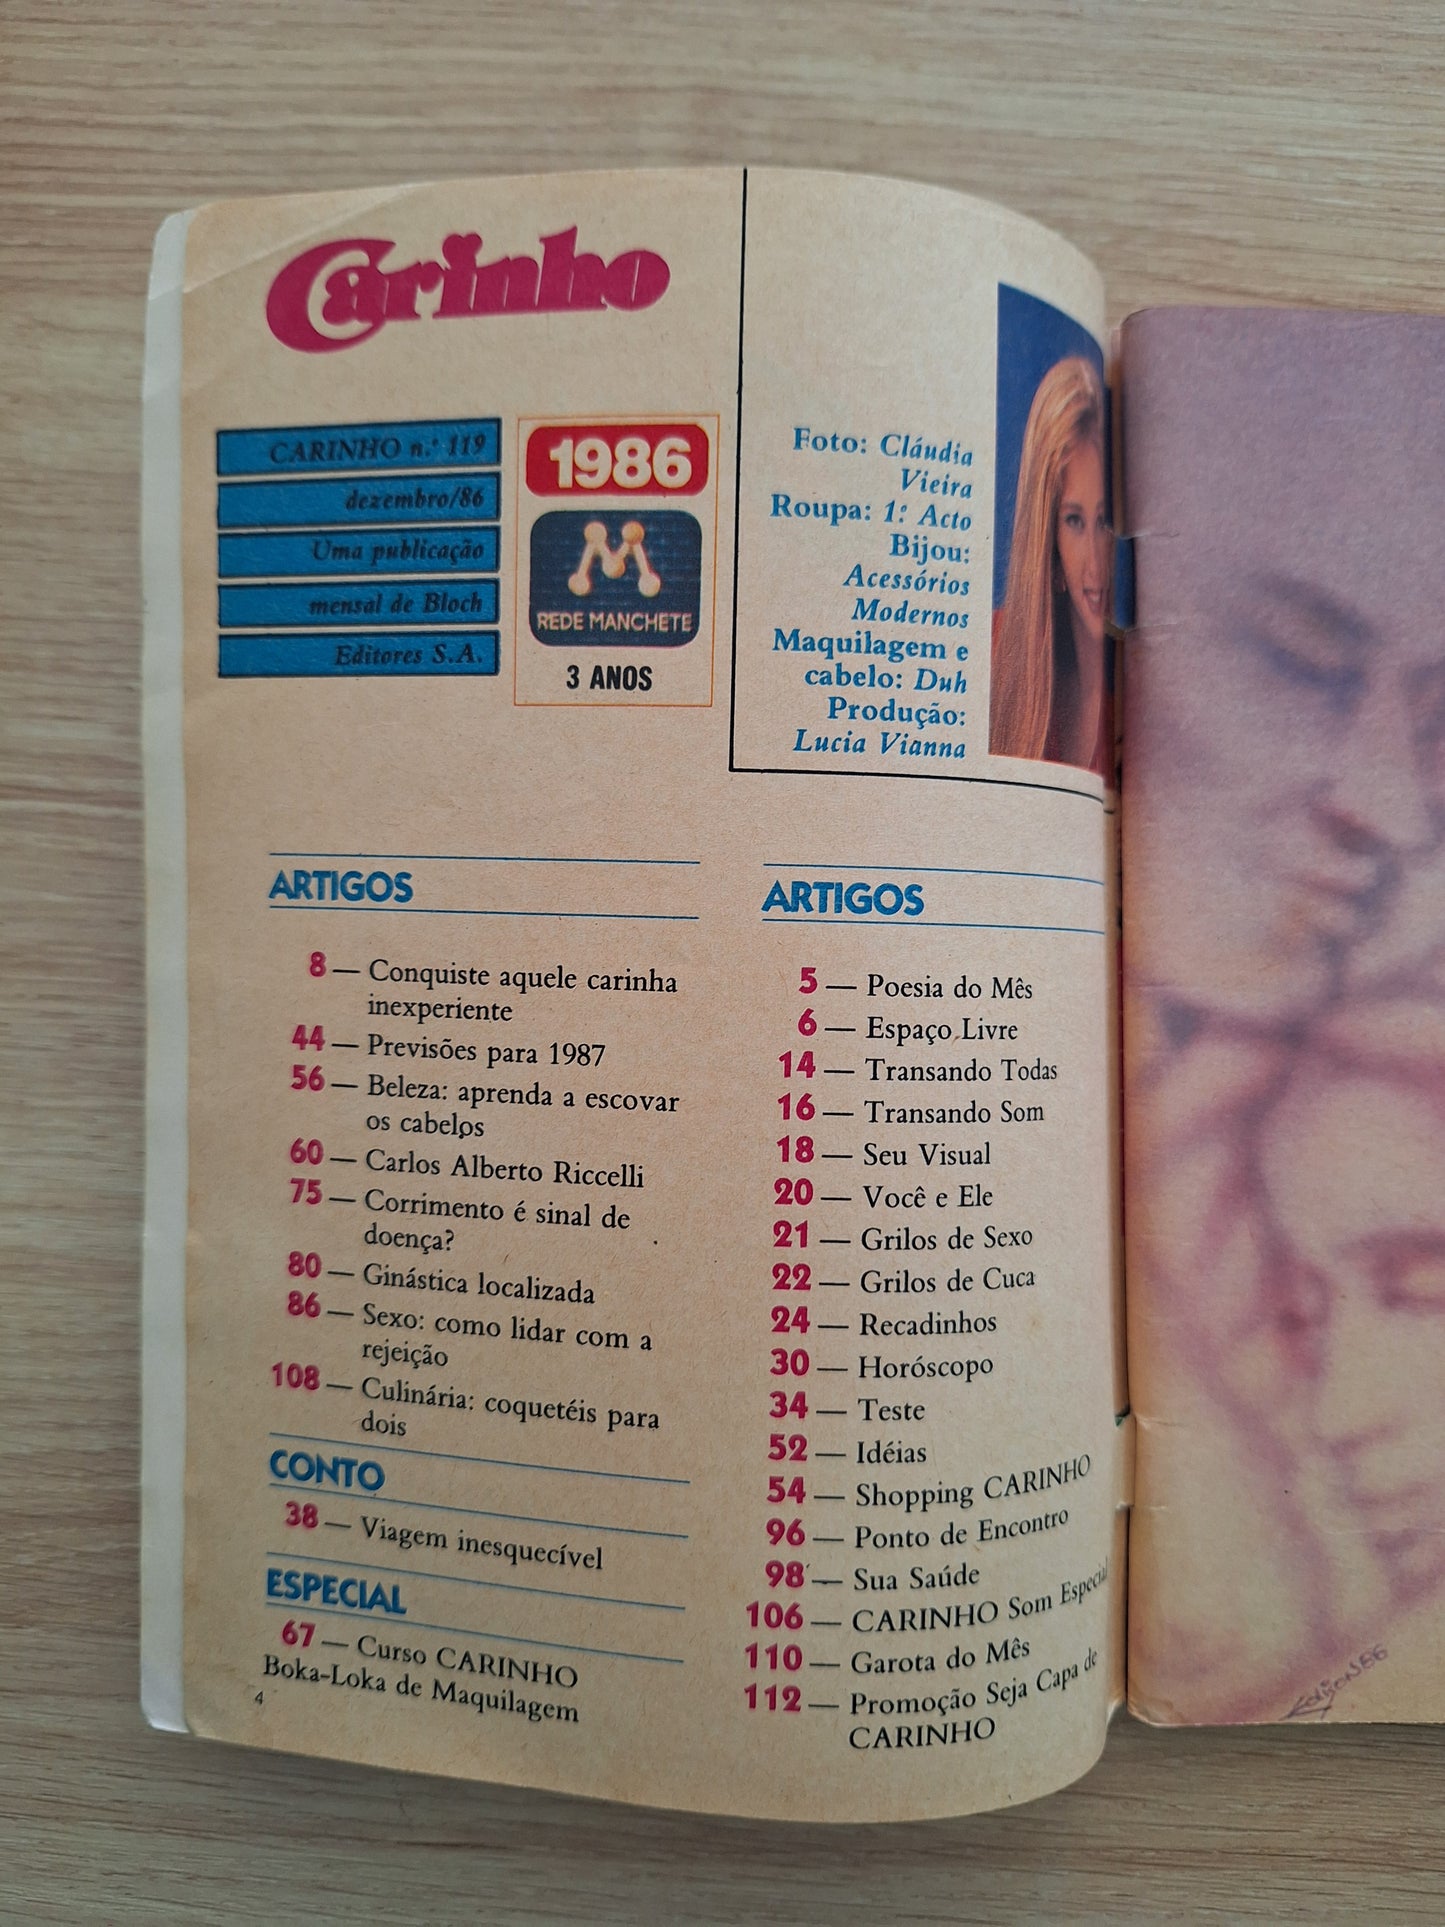 Carinho
CARINHO n.º 119
dezembro/86
Uma publicação
mensal de Bloch
Editores S.A.
1986
REDE MANCHETE
3 ANOS
Foto: Cláudia
Vieira
Roupa: 1º Acto
Bijou:
Acessórios
Modernos
Maquilagem e
cabelo: Duh
Produção:
Lucia Vianna
ARTIGOS
8 — Conquiste aquele carinha
inexperiente
44 — Previsões para 1987
56 — Beleza: aprenda a escovar
os cabelos
60 — Carlos Alberto Riccelli
75 — Corrimento é sinal de
doença?
80 — Ginástica localizada
86 — Sexo: como lidar com a
rejeição
108 — Culinária: coquetéis para
dois
CONTO
38 — Viagem inesquecível
ESPECIAL
67 — Curso CARINHO
Boka-Loka de Maquilagem
4
ARTIGOS
5 — Poesia do Mês
6 — Espaço Livre
14 — Transando Todas
16 — Transando Som
18 — Seu Visual
20 — Você e Ele
21 — Grilos de Sexo
22 — Grilos de Cuca
24 — Recadinhos
30 — Horóscopo
34 — Teste
52 — Idéias
54 — Shopping CARINHO
96 — Ponto de Encontro
98 — Sua Saúde
106 — CARINHO Som Especial
110 — Garota do Mês
112 — Promoção Seja Capa de
CARINHO